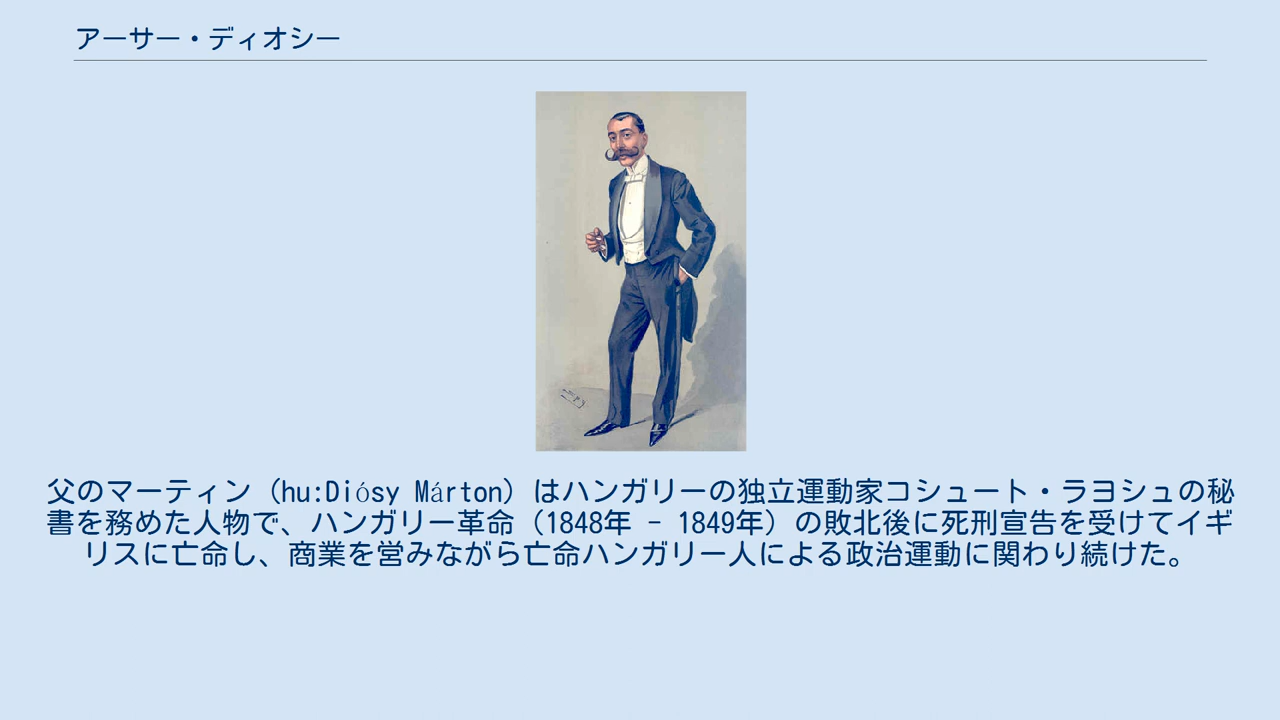 アーサー・ディオシー
父のマーティン（hu:Diósy Márton）はハンガリーの独立運動家コシュート・ラヨシュの秘
書を務めた人物で、ハンガリー革命（1848年 - 1849年）の敗北後に死刑宣告を受けてイギ
リスに亡命し、商業を営みながら亡命ハンガリー人による政治運動に関わり続けた。